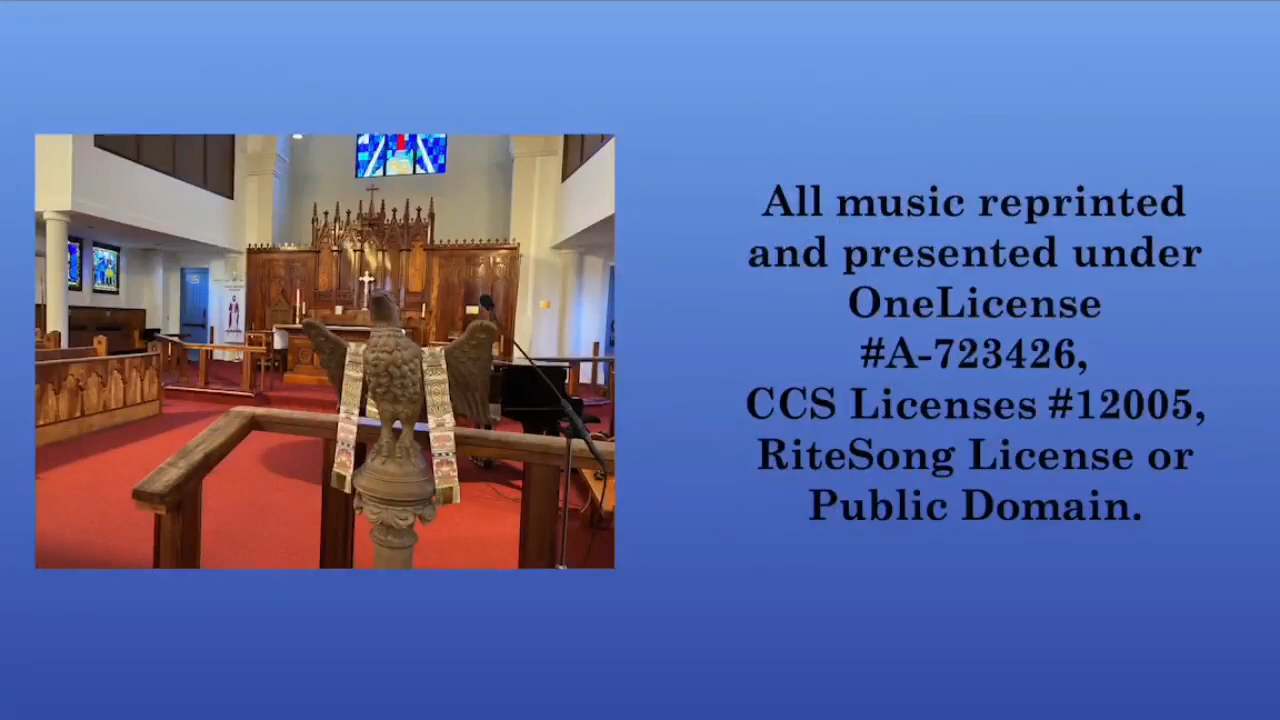 All music reprinted
and presented under
OneLicense
#A-723426,
CCS Licenses #12005,
RiteSong License or
Public Domain.